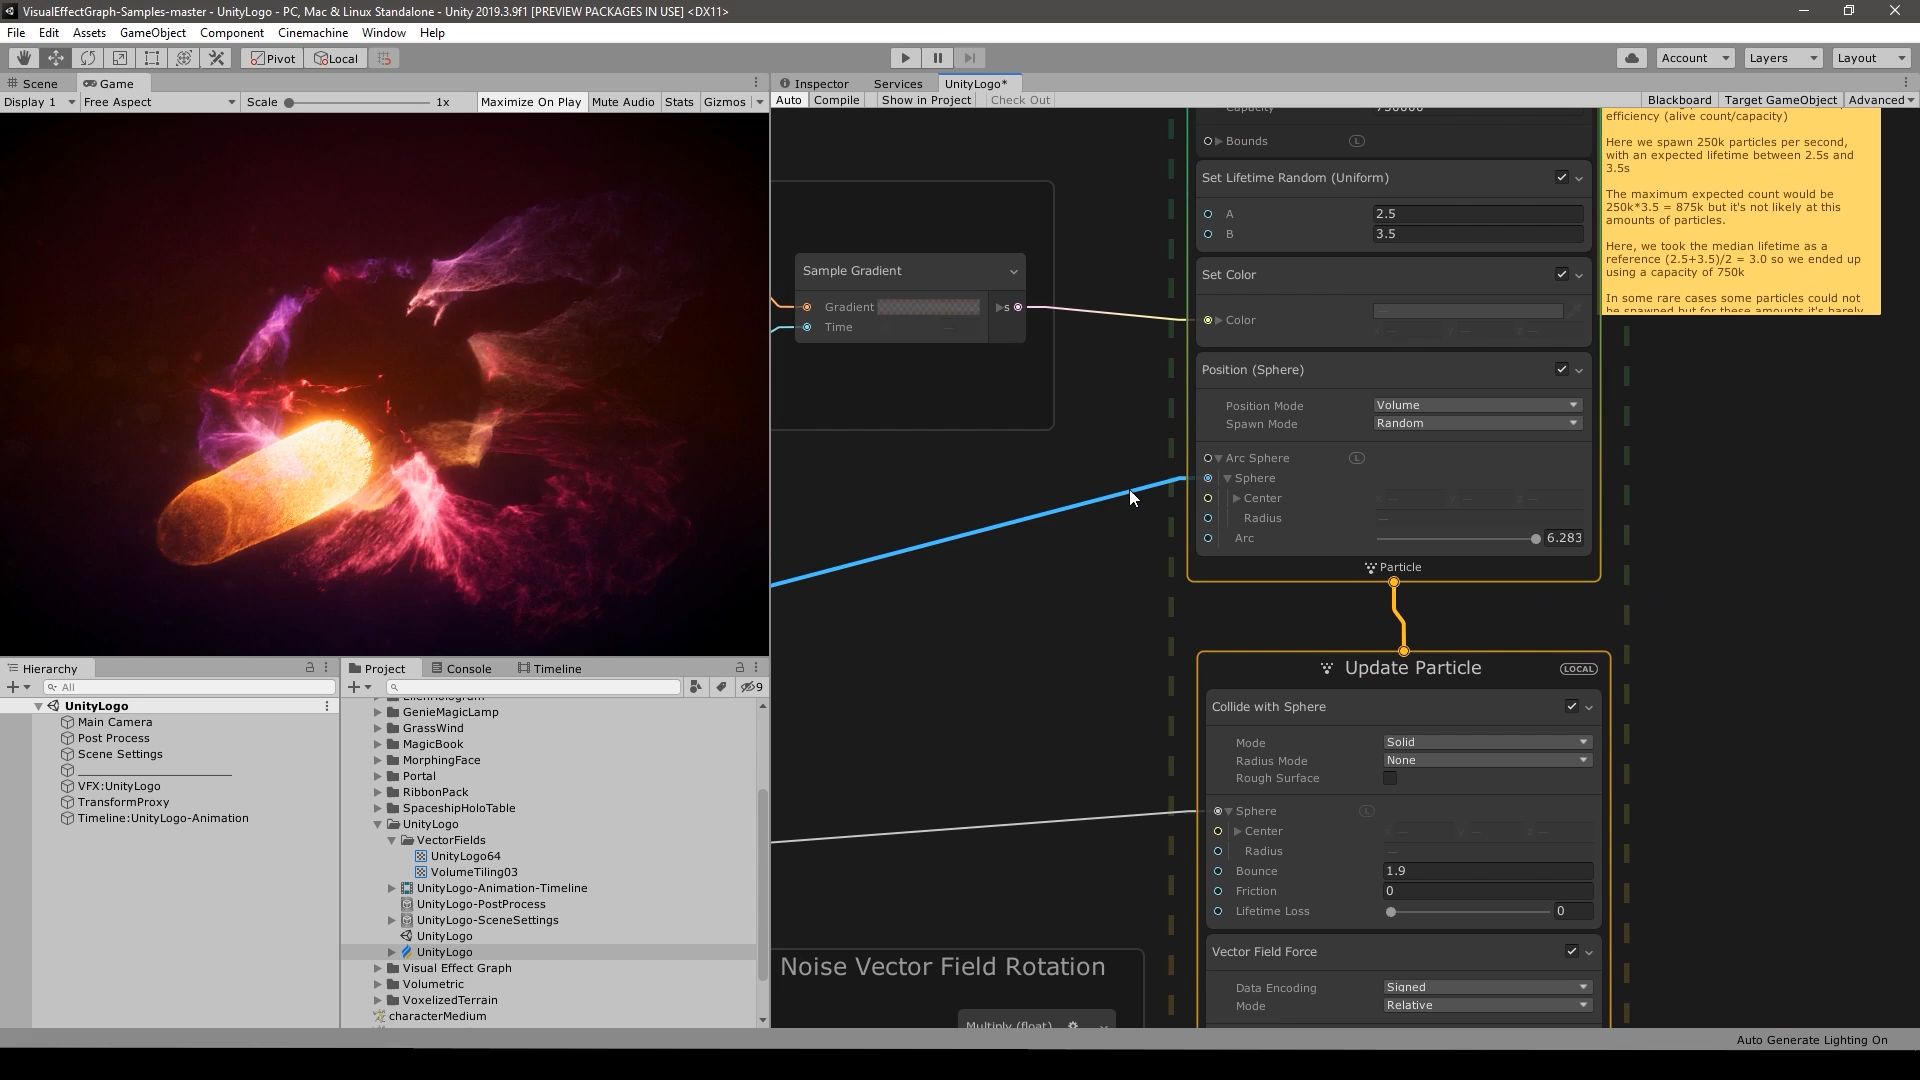 VisualEffectGraph-Samples-master - UnityLogo - PC, Mac & Linux Standalone - Unity 2019.3.9f1 [PREVIEW PACKAGES IN USE] <DX11>
File Edit Assets GameObject Component Cinemachine Window Help
Pivot Local Account Layers Layout
Scene Game Inspector Services UnityLogo*
Display 1 Free Aspect Scale 1x Maximize On Play Mute Audio Stats Gizmos Auto Compile Show in Project Check Out Blackboard Target GameObject Advanced
Capacity 750000
Bounds L
Set Lifetime Random (Uniform)
A 2.5
B 3.5
Set Color
Color
Position (Sphere)
Position Mode Volume
Spawn Mode Random
Arc Sphere L
Sphere
Center
Radius
Arc 6.283
Particle
efficiency (alive count/capacity)
Here we spawn 250k particles per second,
with an expected lifetime between 2.5s and
3.5s
The maximum expected count would be
250k*3.5 = 875k but it's not likely at this
amounts of particles.
Here, we took the median lifetime as a
reference (2.5+3.5)/2 = 3.0 so we ended up
using a capacity of 750k
In some rare cases some particles could not
be spawned but for these amounts it's barely
Sample Gradient
Gradient s
Time
Update Particle LOCAL
Collide with Sphere
Mode Solid
Radius Mode None
Rough Surface
Sphere L
Center
Radius
Bounce 1.9
Friction 0
Lifetime Loss 0
Vector Field Force
Data Encoding Signed
Mode Relative
Noise Vector Field Rotation
Multiply (float)
Hierarchy
All
UnityLogo
Main Camera
Post Process
Scene Settings
VFX:UnityLogo
TransformProxy
Timeline:UnityLogo-Animation
Project Console Timeline
9
EllenHologram
GenieMagicLamp
GrassWind
MagicBook
MorphingFace
Portal
RibbonPack
SpaceshipHoloTable
UnityLogo
VectorFields
UnityLogo64
VolumeTiling03
UnityLogo-Animation-Timeline
UnityLogo-PostProcess
UnityLogo-SceneSettings
UnityLogo
UnityLogo
Visual Effect Graph
Volumetric
VoxelizedTerrain
characterMedium
Auto Generate Lighting On